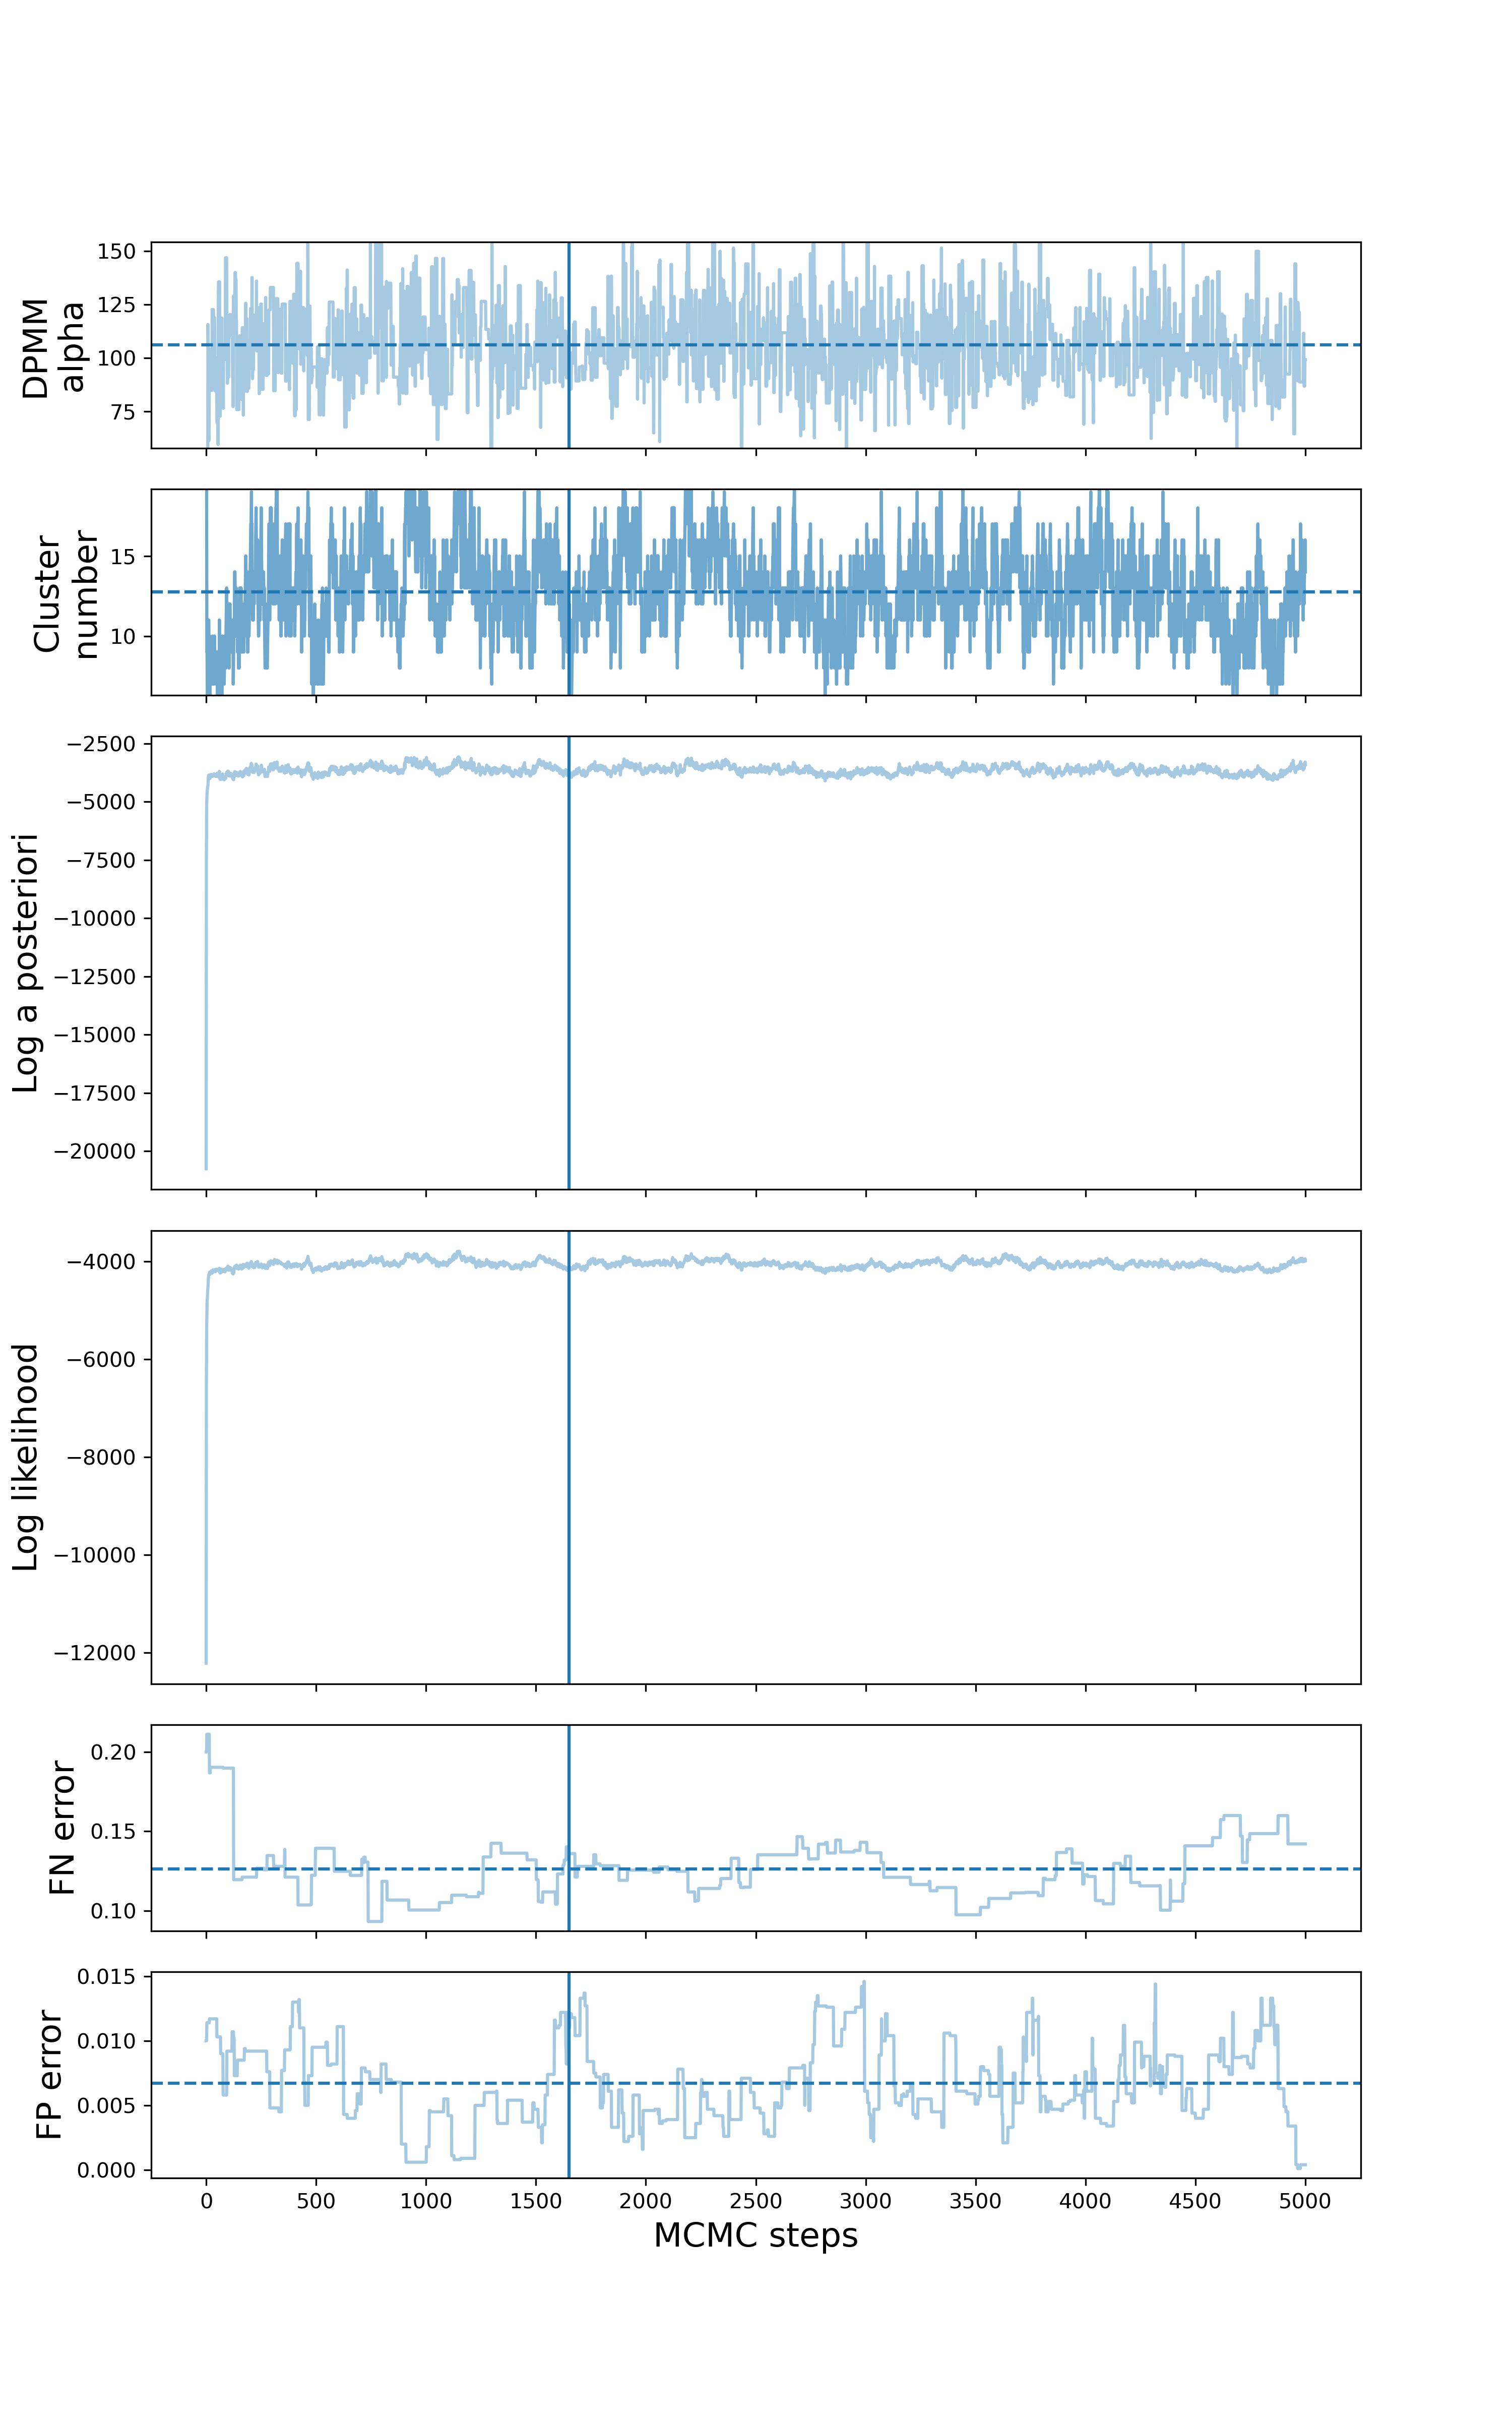 DPMM
alpha
150
125
100
75
Cluster
number
15
10
Log a posteriori
−2500
−5000
−7500
−10000
−12500
−15000
−17500
−20000
Log likelihood
−4000
−6000
−8000
−10000
−12000
FN error
0.20
0.15
0.10
FP error
0.015
0.010
0.005
0.000
0 500 1000 1500 2000 2500 3000 3500 4000 4500 5000
MCMC steps